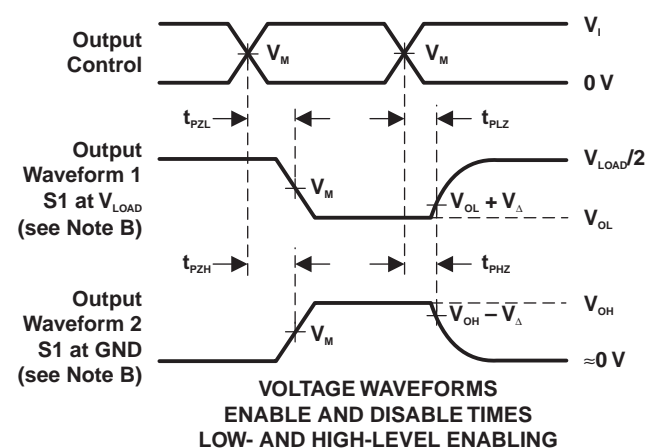 Output
Control
V_M
V_M
V_I
0 V
t_PZL
t_PLZ
Output
Waveform 1
S1 at V_LOAD
(see Note B)
V_M
V_OL + V_Δ
V_LOAD/2
V_OL
t_PZH
t_PHZ
Output
Waveform 2
S1 at GND
(see Note B)
V_M
V_OH – V_Δ
V_OH
≈0 V
VOLTAGE WAVEFORMS
ENABLE AND DISABLE TIMES
LOW- AND HIGH-LEVEL ENABLING